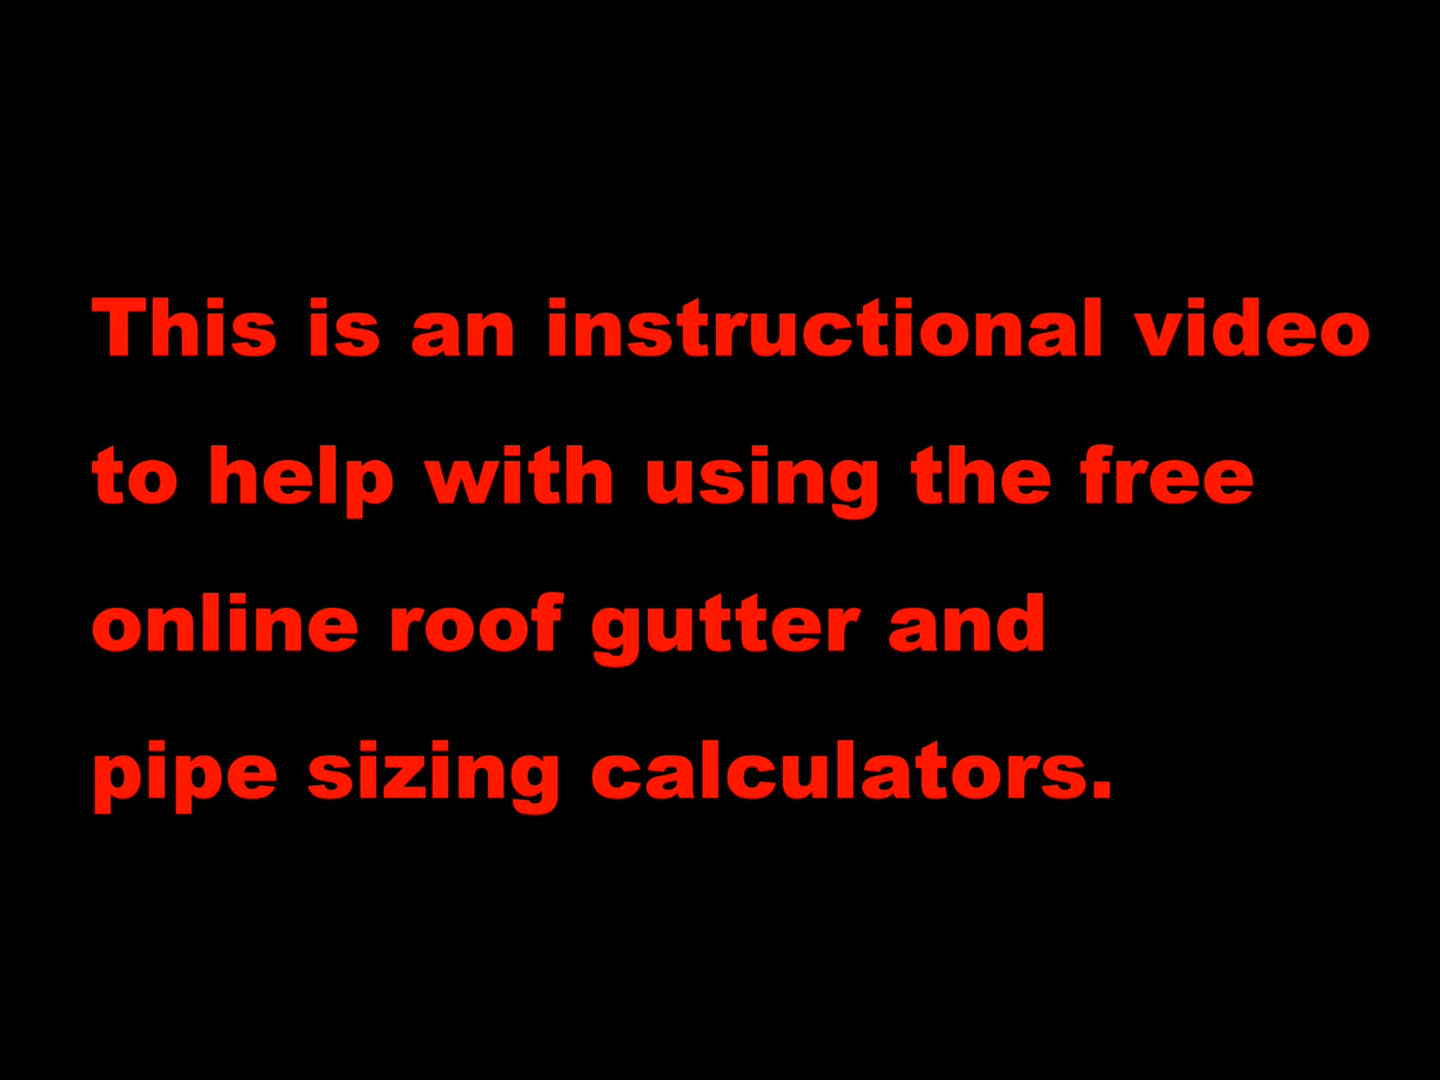 This is an instructional video
to help with using the free
online roof gutter and
pipe sizing calculators.